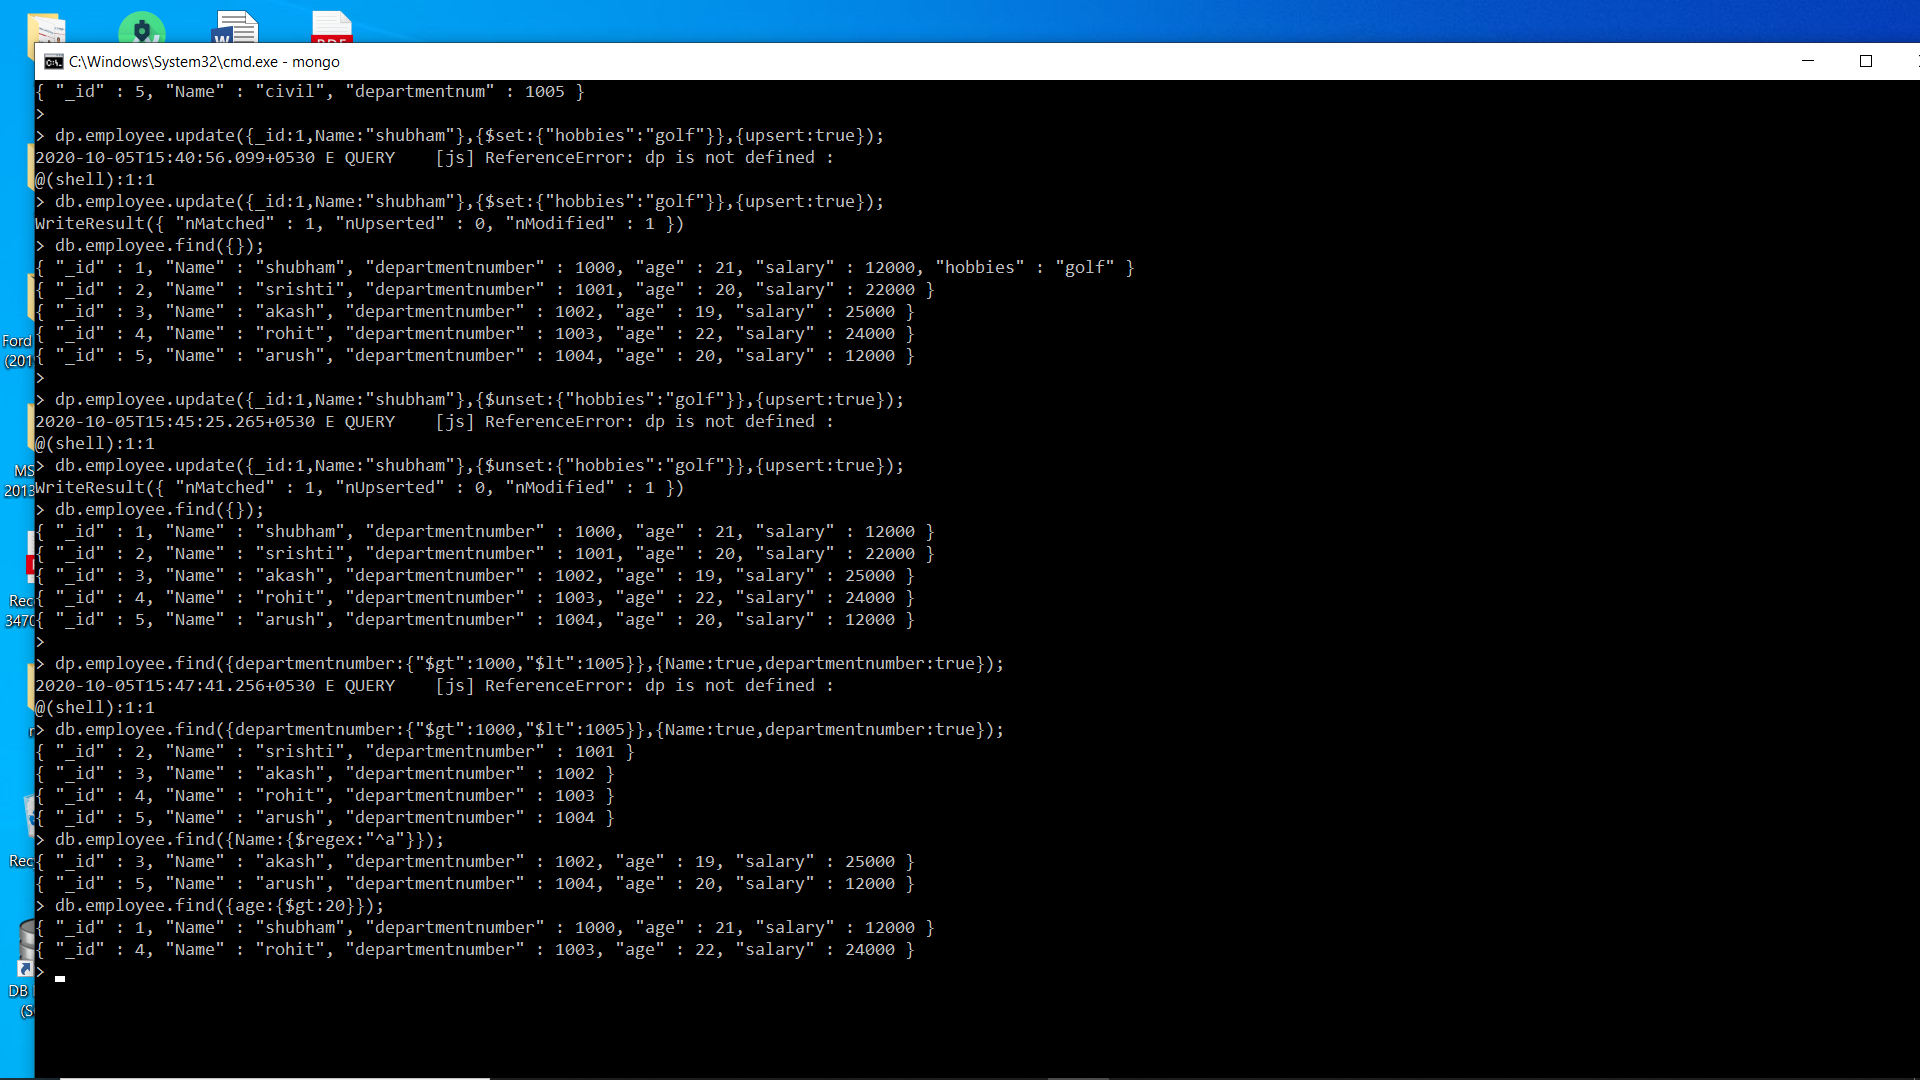 W
PDF
C:\Windows\System32\cmd.exe - mongo
{ "_id" : 5, "Name" : "civil", "departmentnum" : 1005 }
>
> dp.employee.update({_id:1,Name:"shubham"},{$set:{"hobbies":"golf"}},{upsert:true});
2020-10-05T15:40:56.099+0530 E QUERY    [js] ReferenceError: dp is not defined :
@(shell):1:1
> db.employee.update({_id:1,Name:"shubham"},{$set:{"hobbies":"golf"}},{upsert:true});
WriteResult({ "nMatched" : 1, "nUpserted" : 0, "nModified" : 1 })
> db.employee.find({});
{ "_id" : 1, "Name" : "shubham", "departmentnumber" : 1000, "age" : 21, "salary" : 12000, "hobbies" : "golf" }
{ "_id" : 2, "Name" : "srishti", "departmentnumber" : 1001, "age" : 20, "salary" : 22000 }
{ "_id" : 3, "Name" : "akash", "departmentnumber" : 1002, "age" : 19, "salary" : 25000 }
{ "_id" : 4, "Name" : "rohit", "departmentnumber" : 1003, "age" : 22, "salary" : 24000 }
{ "_id" : 5, "Name" : "arush", "departmentnumber" : 1004, "age" : 20, "salary" : 12000 }
>
> dp.employee.update({_id:1,Name:"shubham"},{$unset:{"hobbies":"golf"}},{upsert:true});
2020-10-05T15:45:25.265+0530 E QUERY    [js] ReferenceError: dp is not defined :
@(shell):1:1
> db.employee.update({_id:1,Name:"shubham"},{$unset:{"hobbies":"golf"}},{upsert:true});
WriteResult({ "nMatched" : 1, "nUpserted" : 0, "nModified" : 1 })
> db.employee.find({});
{ "_id" : 1, "Name" : "shubham", "departmentnumber" : 1000, "age" : 21, "salary" : 12000 }
{ "_id" : 2, "Name" : "srishti", "departmentnumber" : 1001, "age" : 20, "salary" : 22000 }
{ "_id" : 3, "Name" : "akash", "departmentnumber" : 1002, "age" : 19, "salary" : 25000 }
{ "_id" : 4, "Name" : "rohit", "departmentnumber" : 1003, "age" : 22, "salary" : 24000 }
{ "_id" : 5, "Name" : "arush", "departmentnumber" : 1004, "age" : 20, "salary" : 12000 }
>
> dp.employee.find({departmentnumber:{"$gt":1000,"$lt":1005}},{Name:true,departmentnumber:true});
2020-10-05T15:47:41.256+0530 E QUERY    [js] ReferenceError: dp is not defined :
@(shell):1:1
> db.employee.find({departmentnumber:{"$gt":1000,"$lt":1005}},{Name:true,departmentnumber:true});
{ "_id" : 2, "Name" : "srishti", "departmentnumber" : 1001 }
{ "_id" : 3, "Name" : "akash", "departmentnumber" : 1002 }
{ "_id" : 4, "Name" : "rohit", "departmentnumber" : 1003 }
{ "_id" : 5, "Name" : "arush", "departmentnumber" : 1004 }
> db.employee.find({Name:{$regex:"^a"}});
{ "_id" : 3, "Name" : "akash", "departmentnumber" : 1002, "age" : 19, "salary" : 25000 }
{ "_id" : 5, "Name" : "arush", "departmentnumber" : 1004, "age" : 20, "salary" : 12000 }
> db.employee.find({age:{$gt:20}});
{ "_id" : 1, "Name" : "shubham", "departmentnumber" : 1000, "age" : 21, "salary" : 12000 }
{ "_id" : 4, "Name" : "rohit", "departmentnumber" : 1003, "age" : 22, "salary" : 24000 }
>
Ford
(201
MS
2013
Rec
3470
Rec
DB